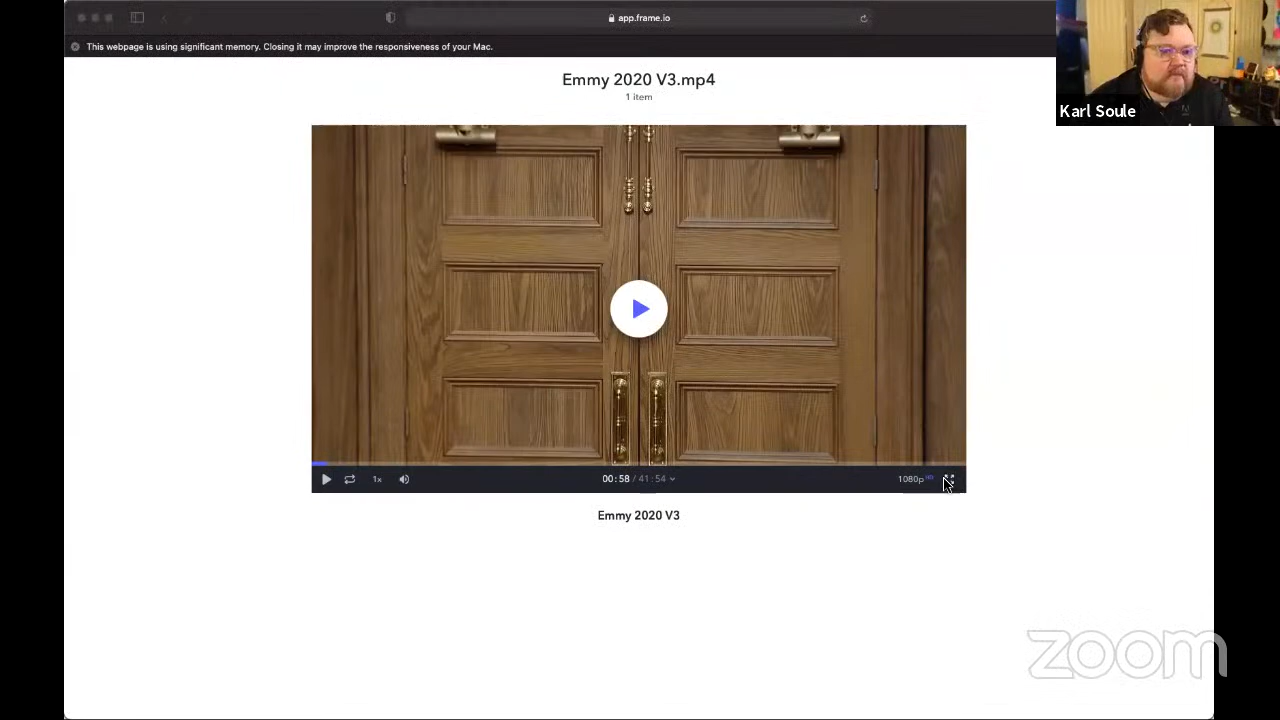 app.frame.io
This webpage is using significant memory. Closing it may improve the responsiveness of your Mac.
Karl Soule
Emmy 2020 V3.mp4
1 item
1x
00:58 / 41:54
1080p HD
Emmy 2020 V3
zoom